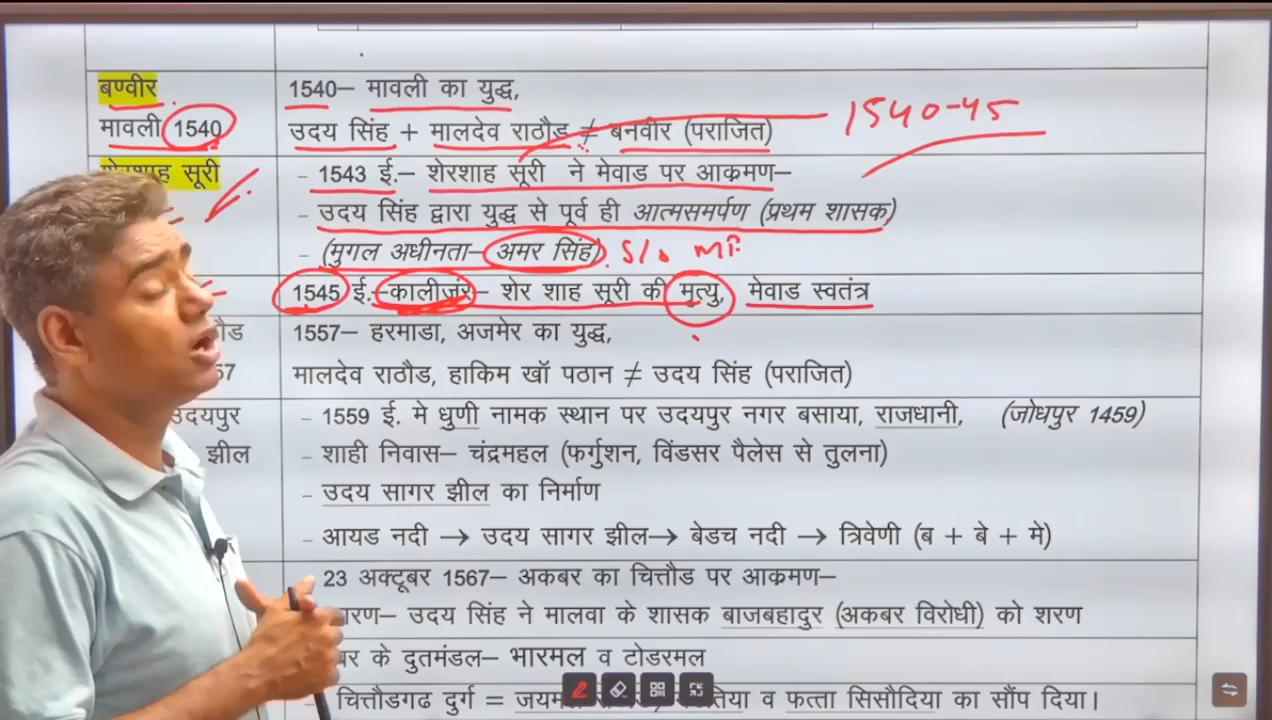 बण्वीर
मावली 1540
1540– मावली का युद्ध,
उदय सिंह + मालदेव राठौड ≠ बनवीर (पराजित)
1540-45
शेरशाह सूरी
– 1543 ई.– शेरशाह सूरी ने मेवाड पर आक्रमण–
– उदय सिंह द्वारा युद्ध से पूर्व ही आत्मसमर्पण (प्रथम शासक)
– (मुगल अधीनता– अमर सिंह) S/o
1545 ई.–कालीजंर– शेर शाह सूरी की मृत्यु, मेवाड स्वतंत्र
1557– हरमाडा, अजमेर का युद्ध,
मालदेव राठौड, हाकिम खॉ पठान ≠ उदय सिंह (पराजित)
उदयपुर
झील
– 1559 ई. मे धुणी नामक स्थान पर उदयपुर नगर बसाया, राजधानी, (जोधपुर 1459)
– शाही निवास– चंद्रमहल (फर्गुशन, विंडसर पैलेस से तुलना)
– उदय सागर झील का निर्माण
– आयड नदी → उदय सागर झील→ बेडच नदी → त्रिवेणी (ब + बे + मे)
23 अक्टूबर 1567– अकबर का चित्तौड पर आक्रमण–
उदय सिंह ने मालवा के शासक बाजबहादुर (अकबर विरोधी) को शरण
के दुतमंडल– भारमल व टोडरमल
चित्तौडगढ दुर्ग = व फत्ता सिसौदिया का सौंप दिया।